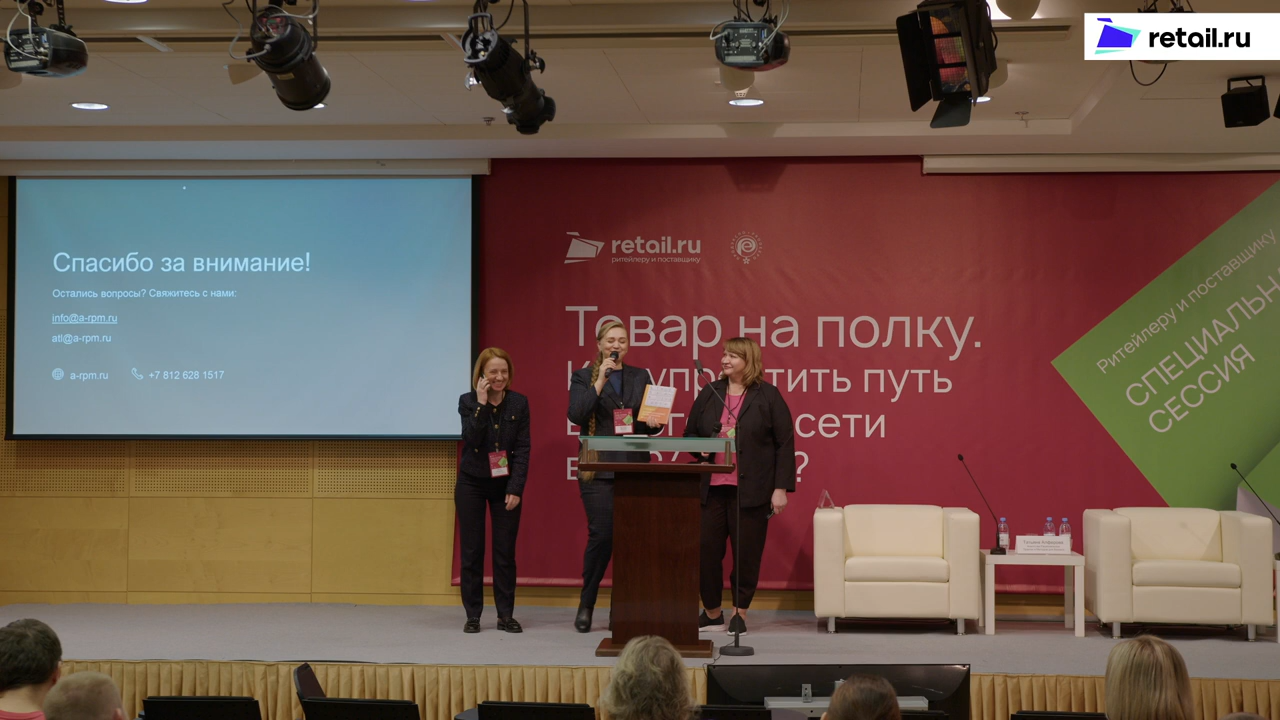 retail.ru
Спасибо за внимание!
Остались вопросы? Свяжитесь с нами:
info@a-rpm.ru
atl@a-rpm.ru
a-rpm.ru +7 812 628 1517
retail.ru
ритейлеру и поставщику
Товар на полку.
путь
сети
?
Ритейлеру и поставщику
СПЕЦИАЛЬН
СЕССИЯ